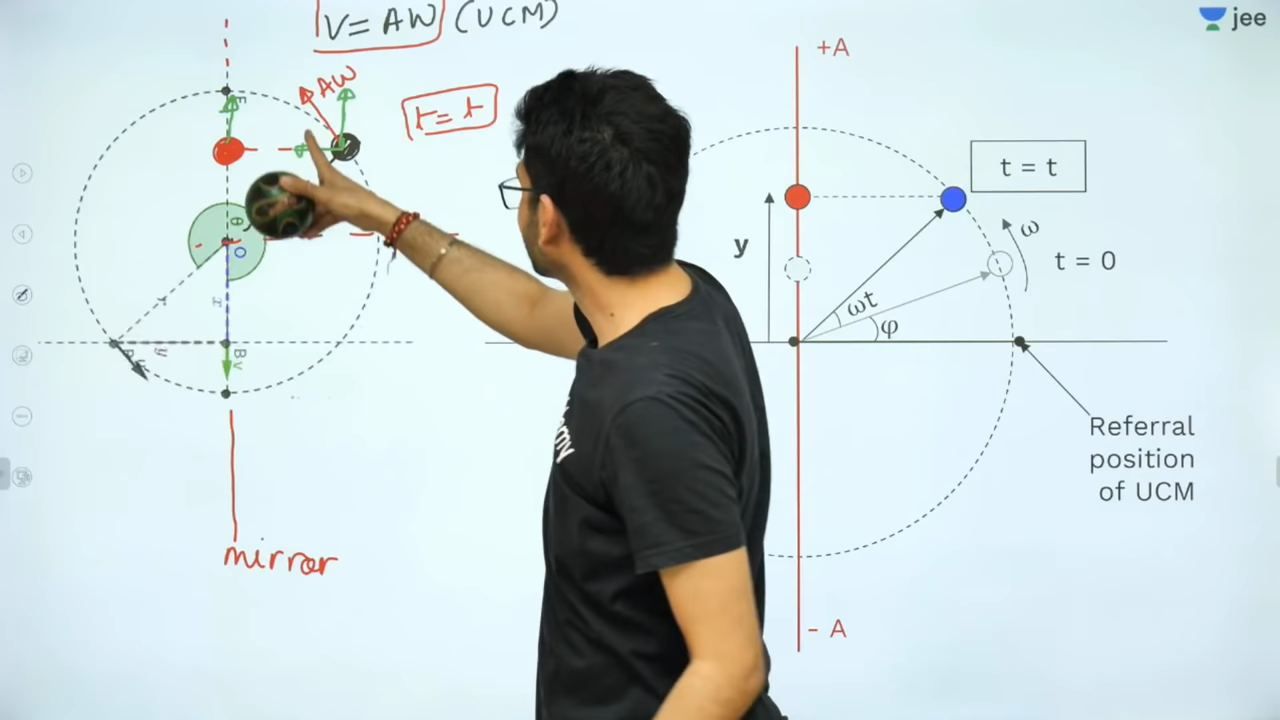 V = AW (UCM)
AW
t = t
θ
O
x
r
y
B
v
mirror
jee
+A
t = t
ω
t = 0
y
ωt
φ
Referral
position
of UCM
- A